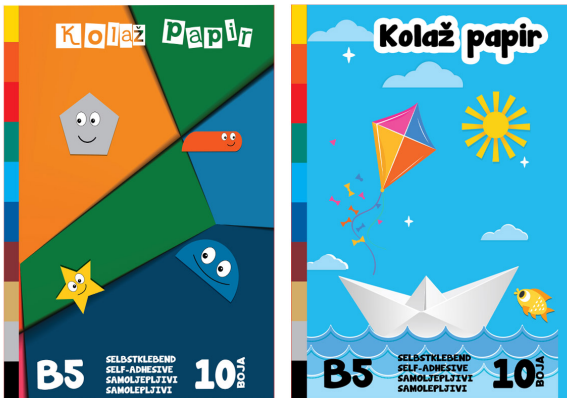 Kolaž papir
B5
SELBSTKLEBEND
SELF-ADHESIVE
SAMOLJEPLJIVI
SAMOLEPLJIVI
10 BOJA
Kolaž papir
B5
SELBSTKLEBEND
SELF-ADHESIVE
SAMOLJEPLJIVI
SAMOLEPLJIVI
10 BOJA